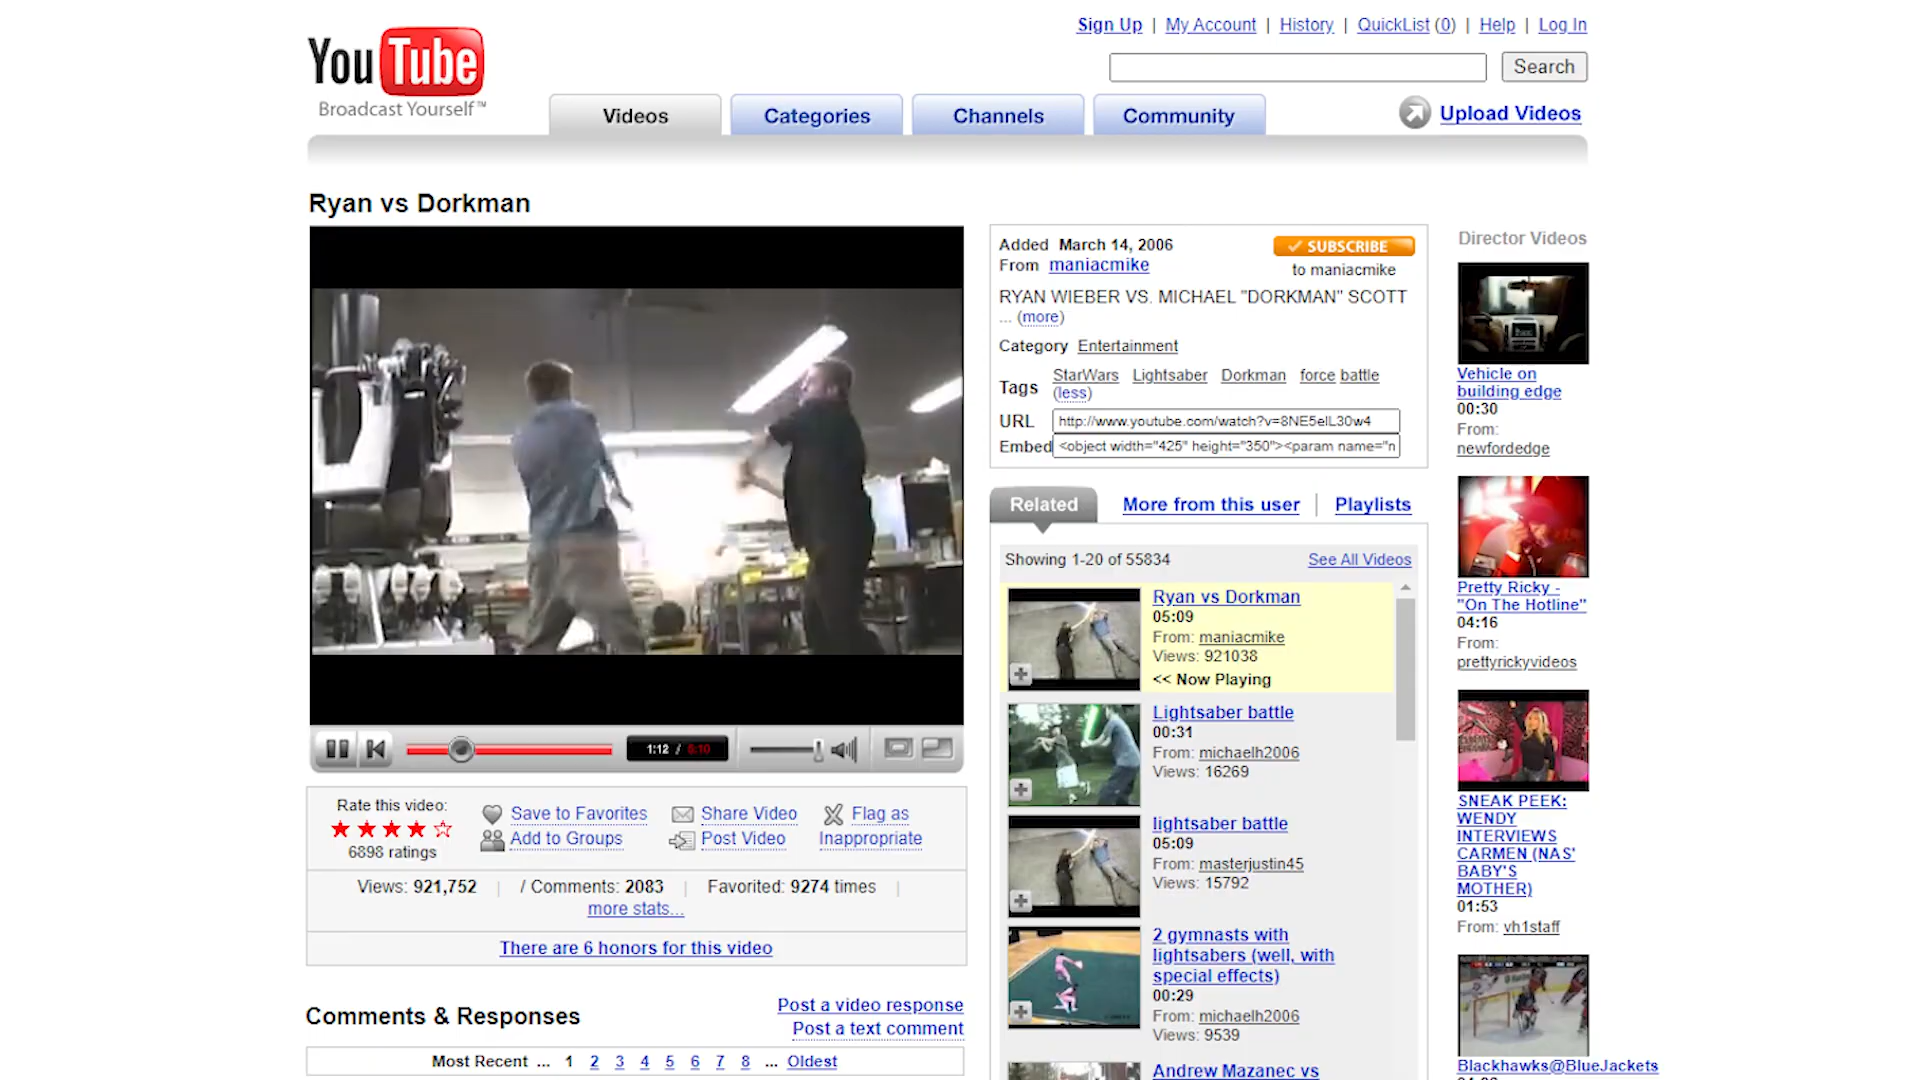 Sign Up | My Account | History | QuickList (0) | Help | Log In
YouTube
Broadcast Yourself™
Search
Videos
Categories
Channels
Community
Upload Videos
Ryan vs Dorkman
1:12 / 5:10
Rate this video:
6898 ratings
Save to Favorites
Add to Groups
Share Video
Post Video
Flag as
Inappropriate
Views: 921,752 | / Comments: 2083 | Favorited: 9274 times |
more stats...
There are 6 honors for this video
Comments & Responses
Post a video response
Post a text comment
Most Recent ... 1 2 3 4 5 6 7 8 ... Oldest
Added March 14, 2006
From maniacmike
SUBSCRIBE
to maniacmike
RYAN WIEBER VS. MICHAEL "DORKMAN" SCOTT
... (more)
Category Entertainment
Tags StarWars Lightsaber Dorkman force battle
(less)
URL http://www.youtube.com/watch?v=8NE5elL30w4
Embed <object width="425" height="350"><param name="n
Related
More from this user | Playlists
Showing 1-20 of 55834
See All Videos
Ryan vs Dorkman
05:09
From: maniacmike
Views: 921038
<< Now Playing
Lightsaber battle
00:31
From: michaelh2006
Views: 16269
lightsaber battle
05:09
From: masterjustin45
Views: 15792
2 gymnasts with
lightsabers (well, with
special effects)
00:29
From: michaelh2006
Views: 9539
Andrew Mazanec vs
Director Videos
Vehicle on
building edge
00:30
From:
newfordedge
Pretty Ricky -
"On The Hotline"
04:16
From:
prettyrickyvideos
SNEAK PEEK:
WENDY
INTERVIEWS
CARMEN (NAS'
BABY'S
MOTHER)
01:53
From: vh1staff
Blackhawks@BlueJackets